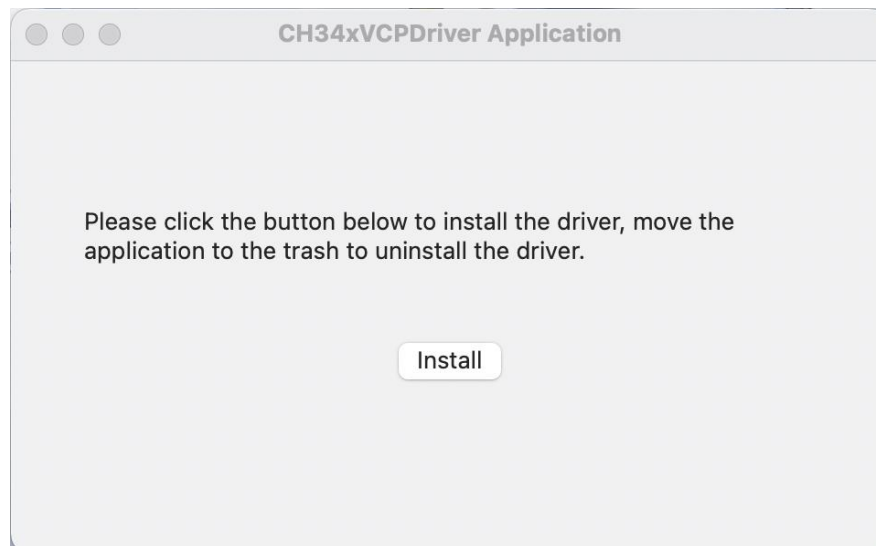 CH34xVCPDriver Application
Please click the button below to install the driver, move the
application to the trash to uninstall the driver.
Install